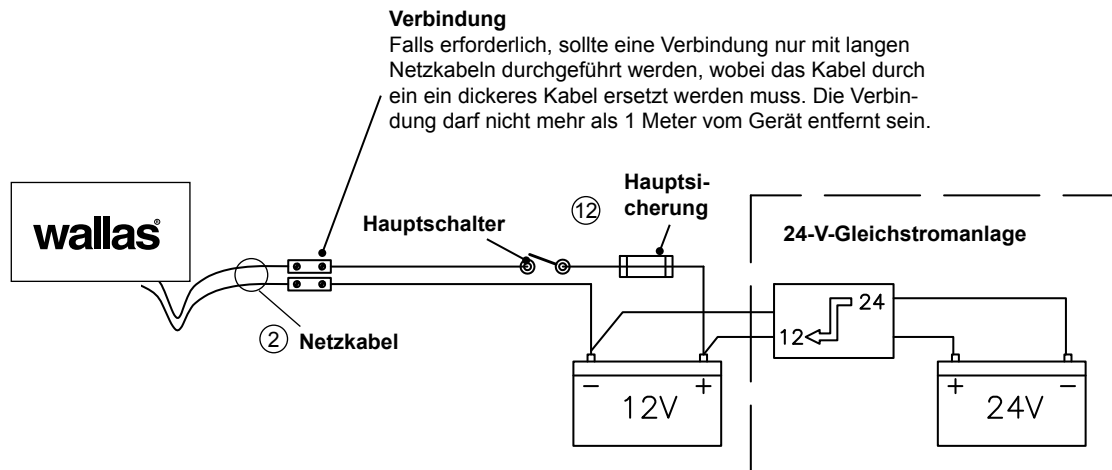 Verbindung
Falls erforderlich, sollte eine Verbindung nur mit langen
Netzkabeln durchgeführt werden, wobei das Kabel durch
ein ein dickeres Kabel ersetzt werden muss. Die Verbin-
dung darf nicht mehr als 1 Meter vom Gerät entfernt sein.
wallas®
Hauptschalter
12
Hauptsi-
cherung
24-V-Gleichstromanlage
2 Netzkabel
24
12
− +
12V
+ −
24V